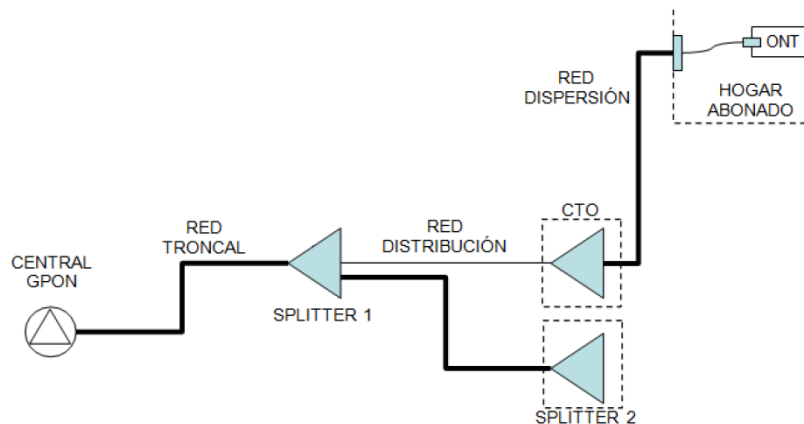 ONT
HOGAR
ABONADO
RED
DISPERSIÓN
CTO
RED
DISTRIBUCIÓN
RED
TRONCAL
CENTRAL
GPON
SPLITTER 1
SPLITTER 2